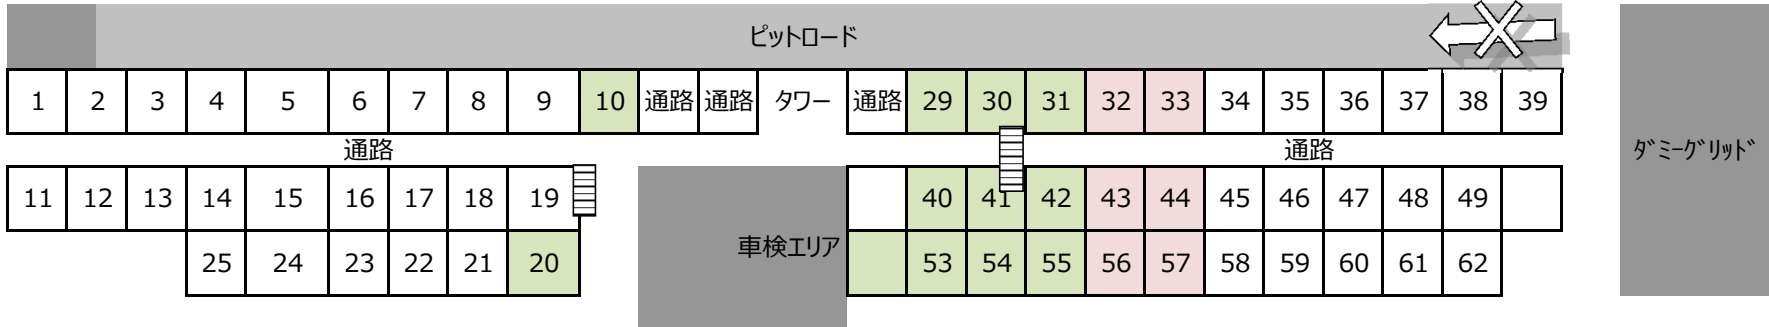 ピットロード
1 2 3 4 5 6 7 8 9 10 通路 通路 タワー 通路 29 30 31 32 33 34 35 36 37 38 39
通路 通路
ダミーグリッド
11 12 13 14 15 16 17 18 19 40 41 42 43 44 45 46 47 48 49
車検エリア
25 24 23 22 21 20 53 54 55 56 57 58 59 60 61 62